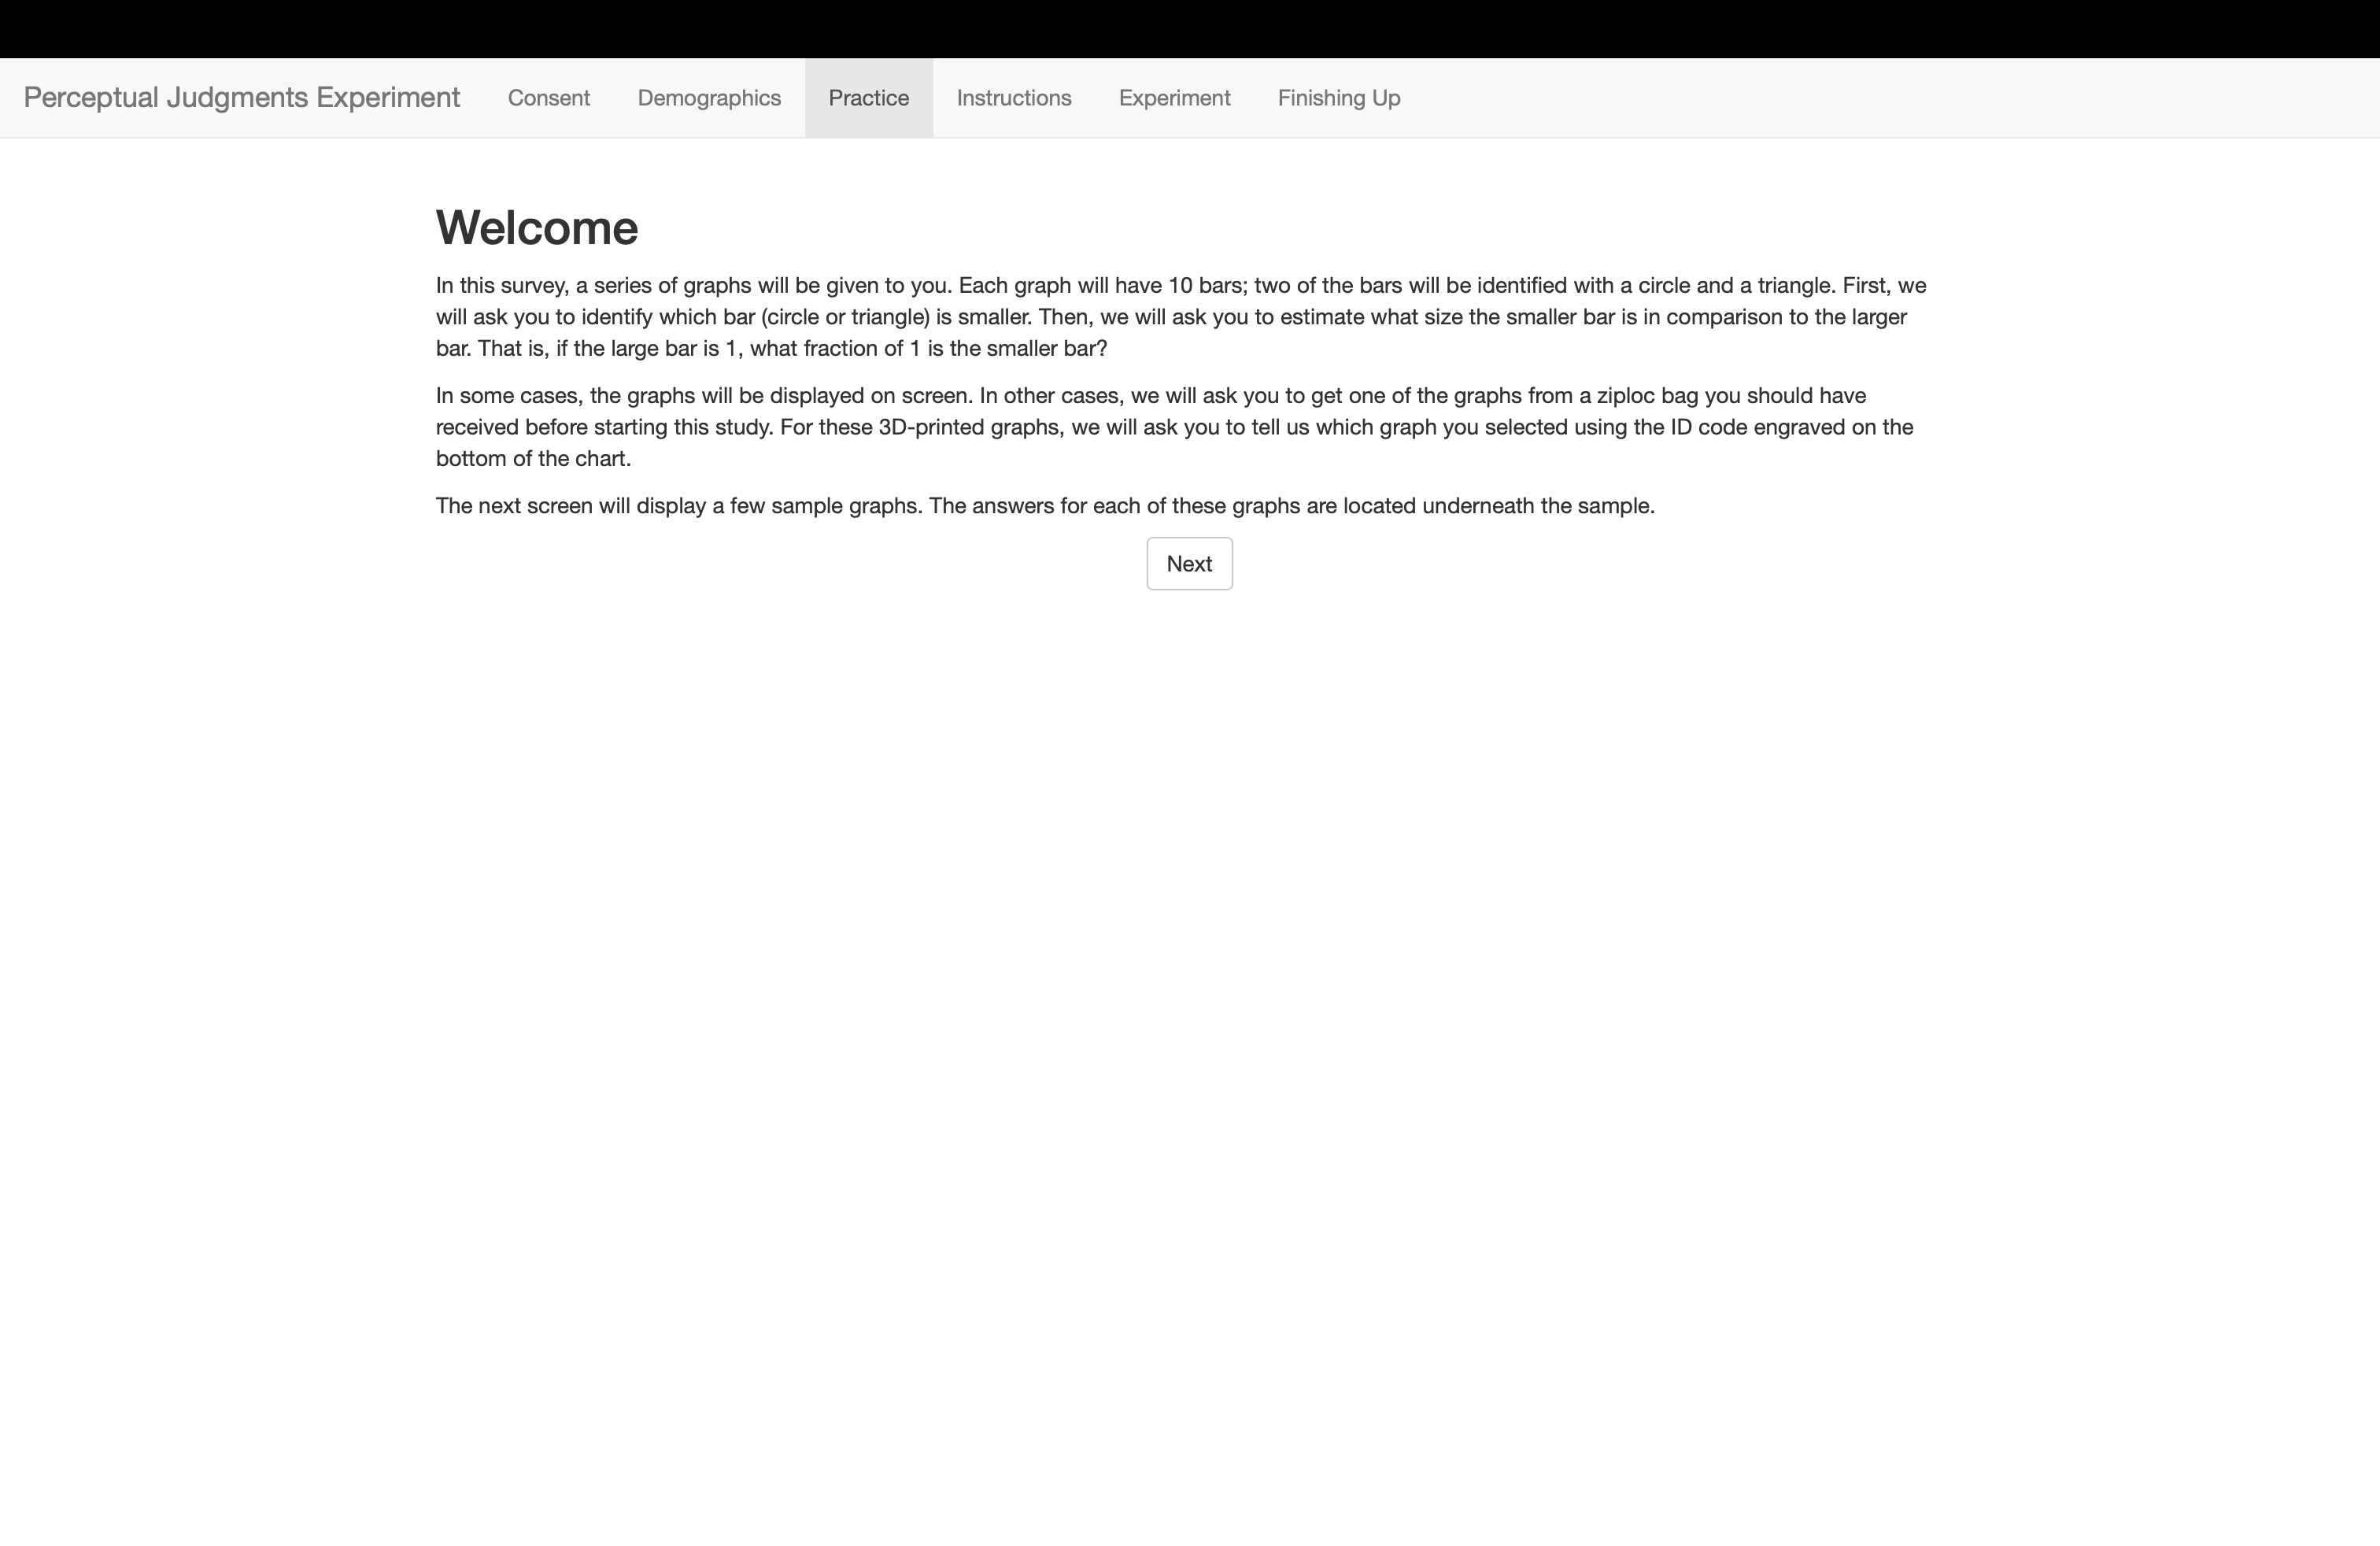 Perceptual Judgments Experiment Consent Demographics Practice Instructions Experiment Finishing Up
Welcome
In this survey, a series of graphs will be given to you. Each graph will have 10 bars; two of the bars will be identified with a circle and a triangle. First, we
will ask you to identify which bar (circle or triangle) is smaller. Then, we will ask you to estimate what size the smaller bar is in comparison to the larger
bar. That is, if the large bar is 1, what fraction of 1 is the smaller bar?
In some cases, the graphs will be displayed on screen. In other cases, we will ask you to get one of the graphs from a ziploc bag you should have
received before starting this study. For these 3D-printed graphs, we will ask you to tell us which graph you selected using the ID code engraved on the
bottom of the chart.
The next screen will display a few sample graphs. The answers for each of these graphs are located underneath the sample.
Next